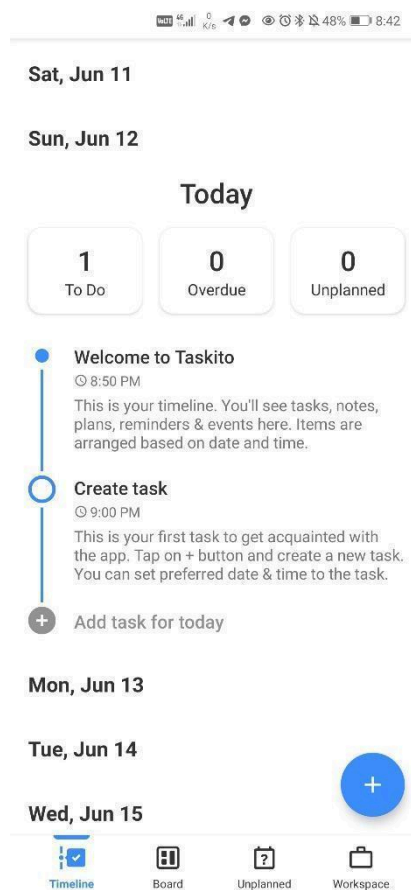 VoLTE 46 0 K/s 48% 8:42
Sat, Jun 11
Sun, Jun 12
Today
1 0 0
To Do Overdue Unplanned
Welcome to Taskito
8:50 PM
This is your timeline. You'll see tasks, notes,
plans, reminders & events here. Items are
arranged based on date and time.
Create task
9:00 PM
This is your first task to get acquainted with
the app. Tap on + button and create a new task.
You can set preferred date & time to the task.
Add task for today
Mon, Jun 13
Tue, Jun 14
Wed, Jun 15
Timeline Board Unplanned Workspace